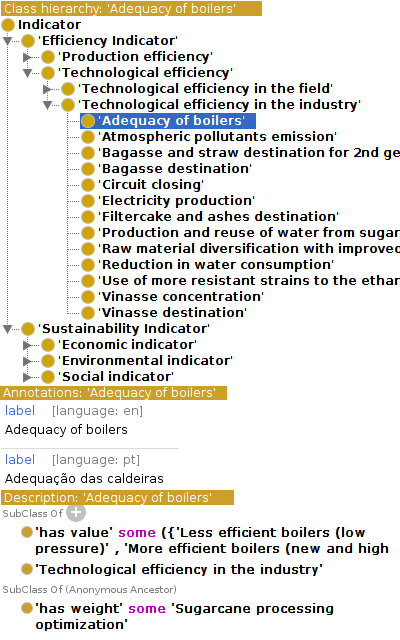 Class hierarchy: 'Adequacy of boilers'
Indicator
'Efficiency Indicator'
'Production efficiency'
'Technological efficiency'
'Technological efficiency in the field'
'Technological efficiency in the industry'
'Adequacy of boilers'
'Atmospheric pollutants emission'
'Bagasse and straw destination for 2nd ge
'Bagasse destination'
'Circuit closing'
'Electricity production'
'Filtercake and ashes destination'
'Production and reuse of water from sugar
'Raw material diversification with improved
'Reduction in water consumption'
'Use of more resistant strains to the ethan
'Vinasse concentration'
'Vinasse destination'
'Sustainability Indicator'
'Economic indicator'
'Environmental indicator'
'Social indicator'
Annotations: 'Adequacy of boilers'
label [language: en]
Adequacy of boilers
label [language: pt]
Adequação das caldeiras
Description: 'Adequacy of boilers'
SubClass Of +
'has value' some ({'Less efficient boilers (low
pressure)' , 'More efficient boilers (new and high
'Technological efficiency in the industry'
SubClass Of (Anonymous Ancestor)
'has weight' some 'Sugarcane processing
optimization'